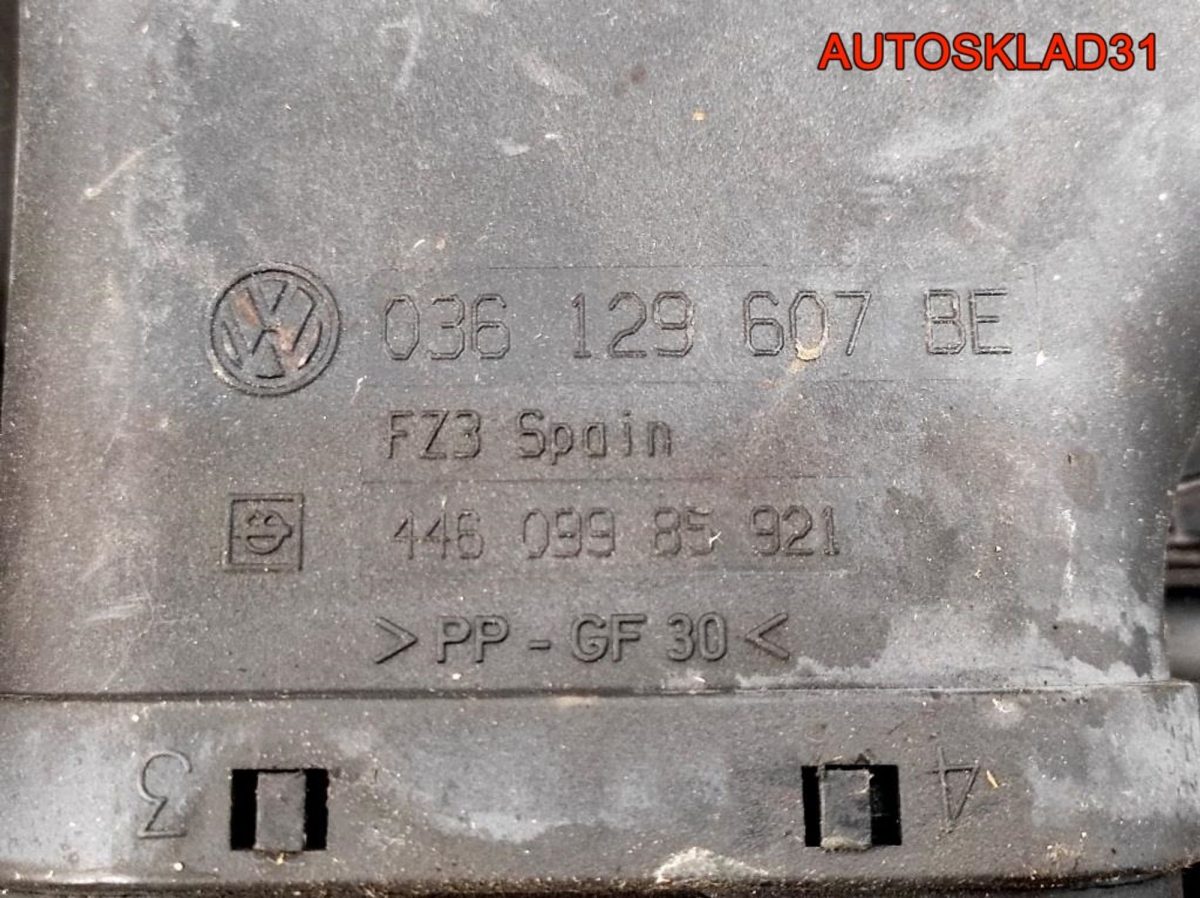 AUTOSKLAD31
036 129 607 BE
FZ3 Spain
446 099 85 921
>PP - GF 30<
3
4